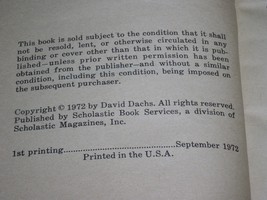 This book is sold subject to the condition that it shall
not be resold, lent, or otherwise circulated in any
binding or cover other than that in which it is pub-
lished—unless prior written permission has been
obtained from the publisher—and without a similar
condition, including this condition, being imposed on
the subsequent purchaser.
Copyright © 1972 by David Dachs. All rights reserved.
Published by Scholastic Book Services, a division of
Scholastic Magazines, Inc.
1st printing..............................September 1972
Printed in the U.S.A.